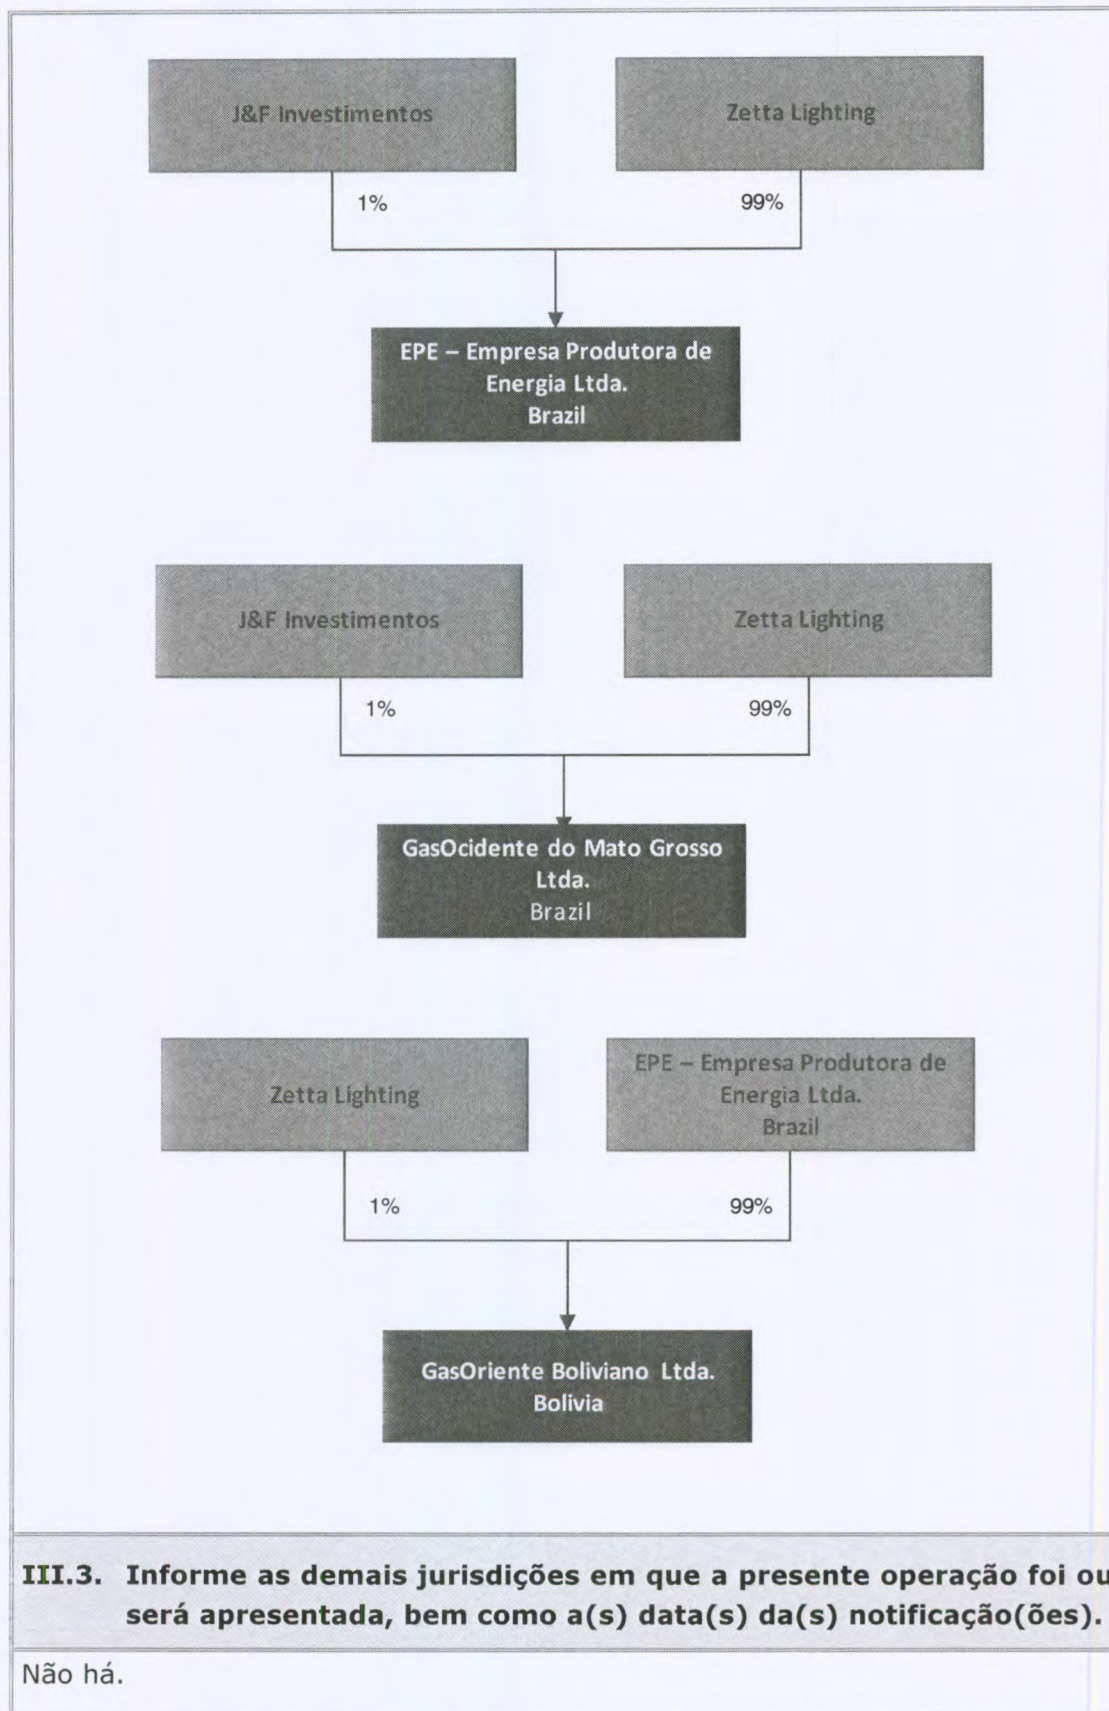 J&F Investimentos
Zetta Lighting
1%
99%
EPE – Empresa Produtora de
Energia Ltda.
Brazil
J&F Investimentos
Zetta Lighting
1%
99%
GasOcidente do Mato Grosso
Ltda.
Brazil
Zetta Lighting
EPE – Empresa Produtora de
Energia Ltda.
Brazil
1%
99%
GasOriente Boliviano Ltda.
Bolivia
III.3. Informe as demais jurisdições em que a presente operação foi ou
será apresentada, bem como a(s) data(s) da(s) notificação(ões).
Não há.